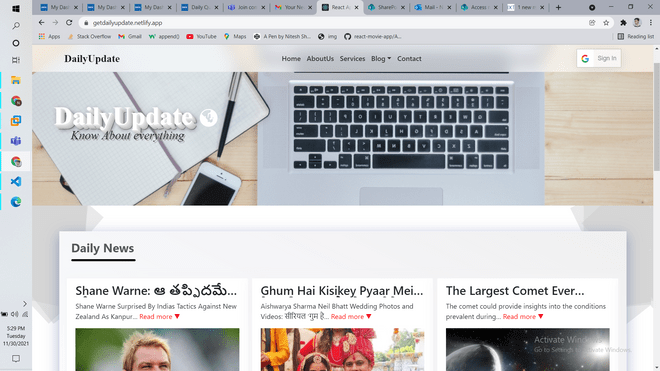 My Da
My Dai
My Da
Daily Co
Join con
Your Ne
React A
SharePo
Mail - N
Access
1 new n
getdailyupdate.netlify.app
Apps
Stack Overflow
Gmail
append()
YouTube
Maps
A Pen by Nitesh Sh...
img
react-movie-app/A...
Reading list
DailyUpdate
Home
AboutUs
Services
Blog
Contact
Sign In
DailyUpdate
Know About everything
Daily News
Shane Warne: ఆ తప్పిదమే...
Shane Warne Surprised By Indias Tactics Against New
Zealand As Kanpur... Read more ▼
Ghum Hai Kisikey Pyaar Mei...
Aishwarya Sharma Neil Bhatt Wedding Photos and
Videos: सीरियल 'गुम है... Read more ▼
The Largest Comet Ever...
The comet could provide insights into the conditions
prevalent during... Read more ▼
Activate Windows
Go to Settings to activate Windows.
5:29 PM
Tuesday
11/30/2021